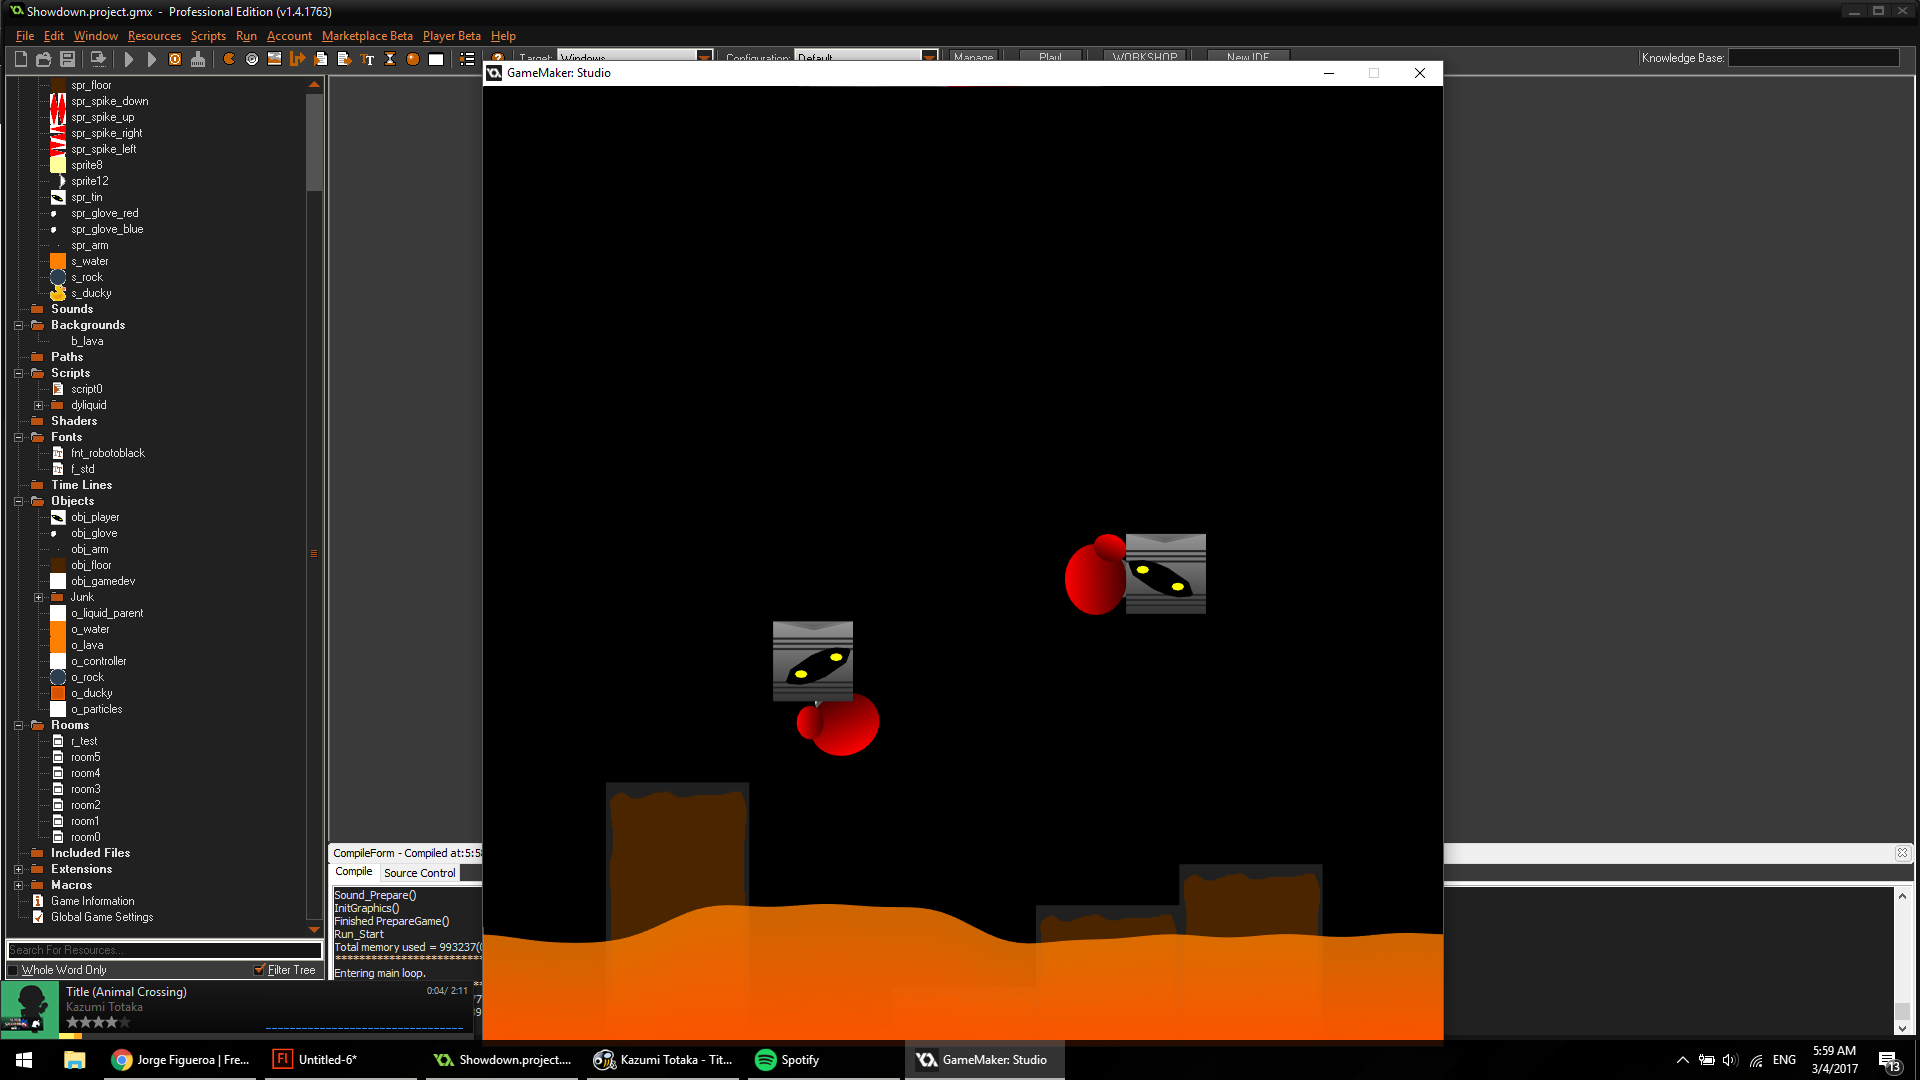 Showdown.project.gmx - Professional Edition (v1.4.1763)
File Edit Window Resources Scripts Run Account Marketplace Beta Player Beta Help
Target: Windows Configuration: Default Manage Play! WORKSHOP New IDE Knowledge Base:
GameMaker: Studio
spr_floor
spr_spike_down
spr_spike_up
spr_spike_right
spr_spike_left
sprite8
sprite12
spr_tin
spr_glove_red
spr_glove_blue
spr_arm
s_water
s_rock
s_ducky
Sounds
Backgrounds
b_lava
Paths
Scripts
script0
dyliquid
Shaders
Fonts
fnt_robotoblack
f_std
Time Lines
Objects
obj_player
obj_glove
obj_arm
obj_floor
obj_gamedev
Junk
o_liquid_parent
o_water
o_lava
o_controller
o_rock
o_ducky
o_particles
Rooms
r_test
room5
room4
room3
room2
room1
room0
Included Files
Extensions
Macros
Game Information
Global Game Settings
Search For Resources...
Whole Word Only Filter Tree
CompileForm - Compiled at:5:58
Compile Source Control
Sound_Prepare()
InitGraphics()
Finished PrepareGame()
Run_Start
Total memory used = 993237(
**************************
Entering main loop.
Title (Animal Crossing) 0:04/ 2:11
Kazumi Totaka
Jorge Figueroa | Fre...
Untitled-6*
Showdown.project....
Kazumi Totaka - Tit...
Spotify
GameMaker: Studio
ENG
5:59 AM
3/4/2017
13